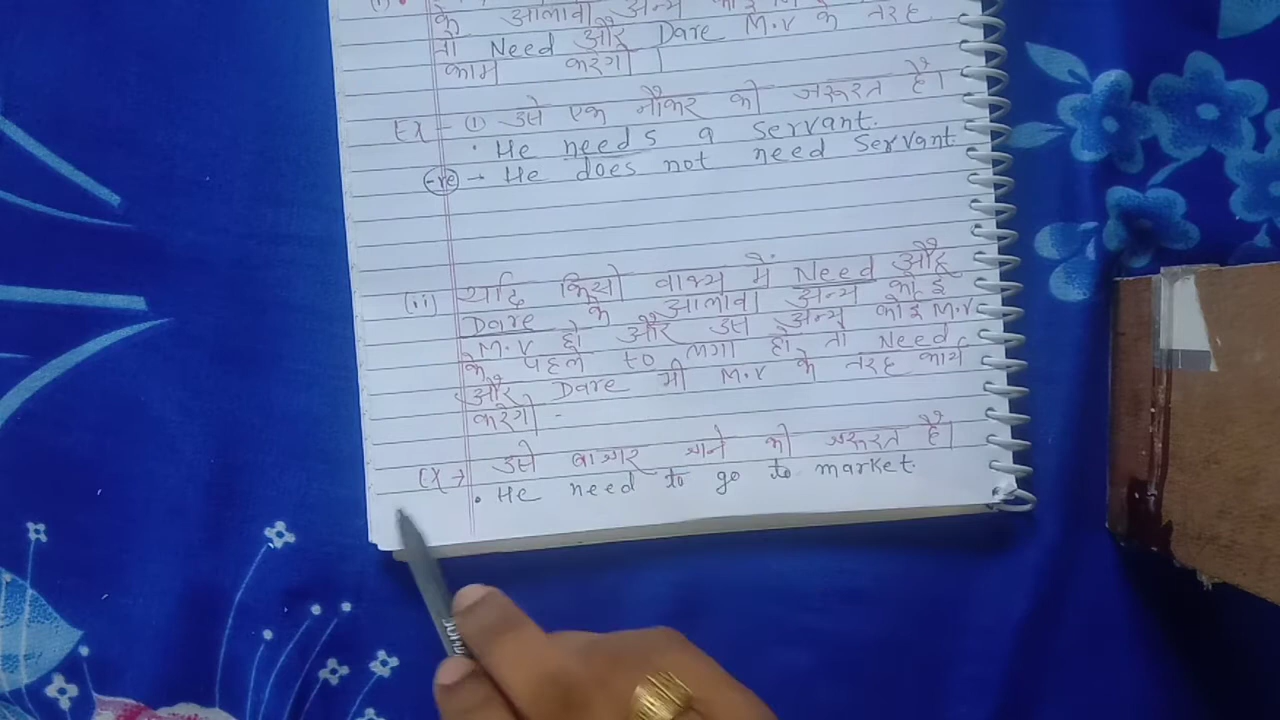 (i)
के आलावा अन्य
तो Need और Dare M.V के तरह
काम करेगी।
Ex - ① उसे एक नौकर की जरूरत है।
• He needs a servant.
(-ve) → He does not need servant.
(ii) यदि किसी वाक्य में Need और
Dare के आलावा अन्य कोई
M.V हो और उस अन्य कोई M.V
के पहले to लगा हो तो Need
और Dare भी M.V के तरह कार्य
करेगी -
Ex → उसे बाजार जाने की जरूरत है।
• He need to go to market.